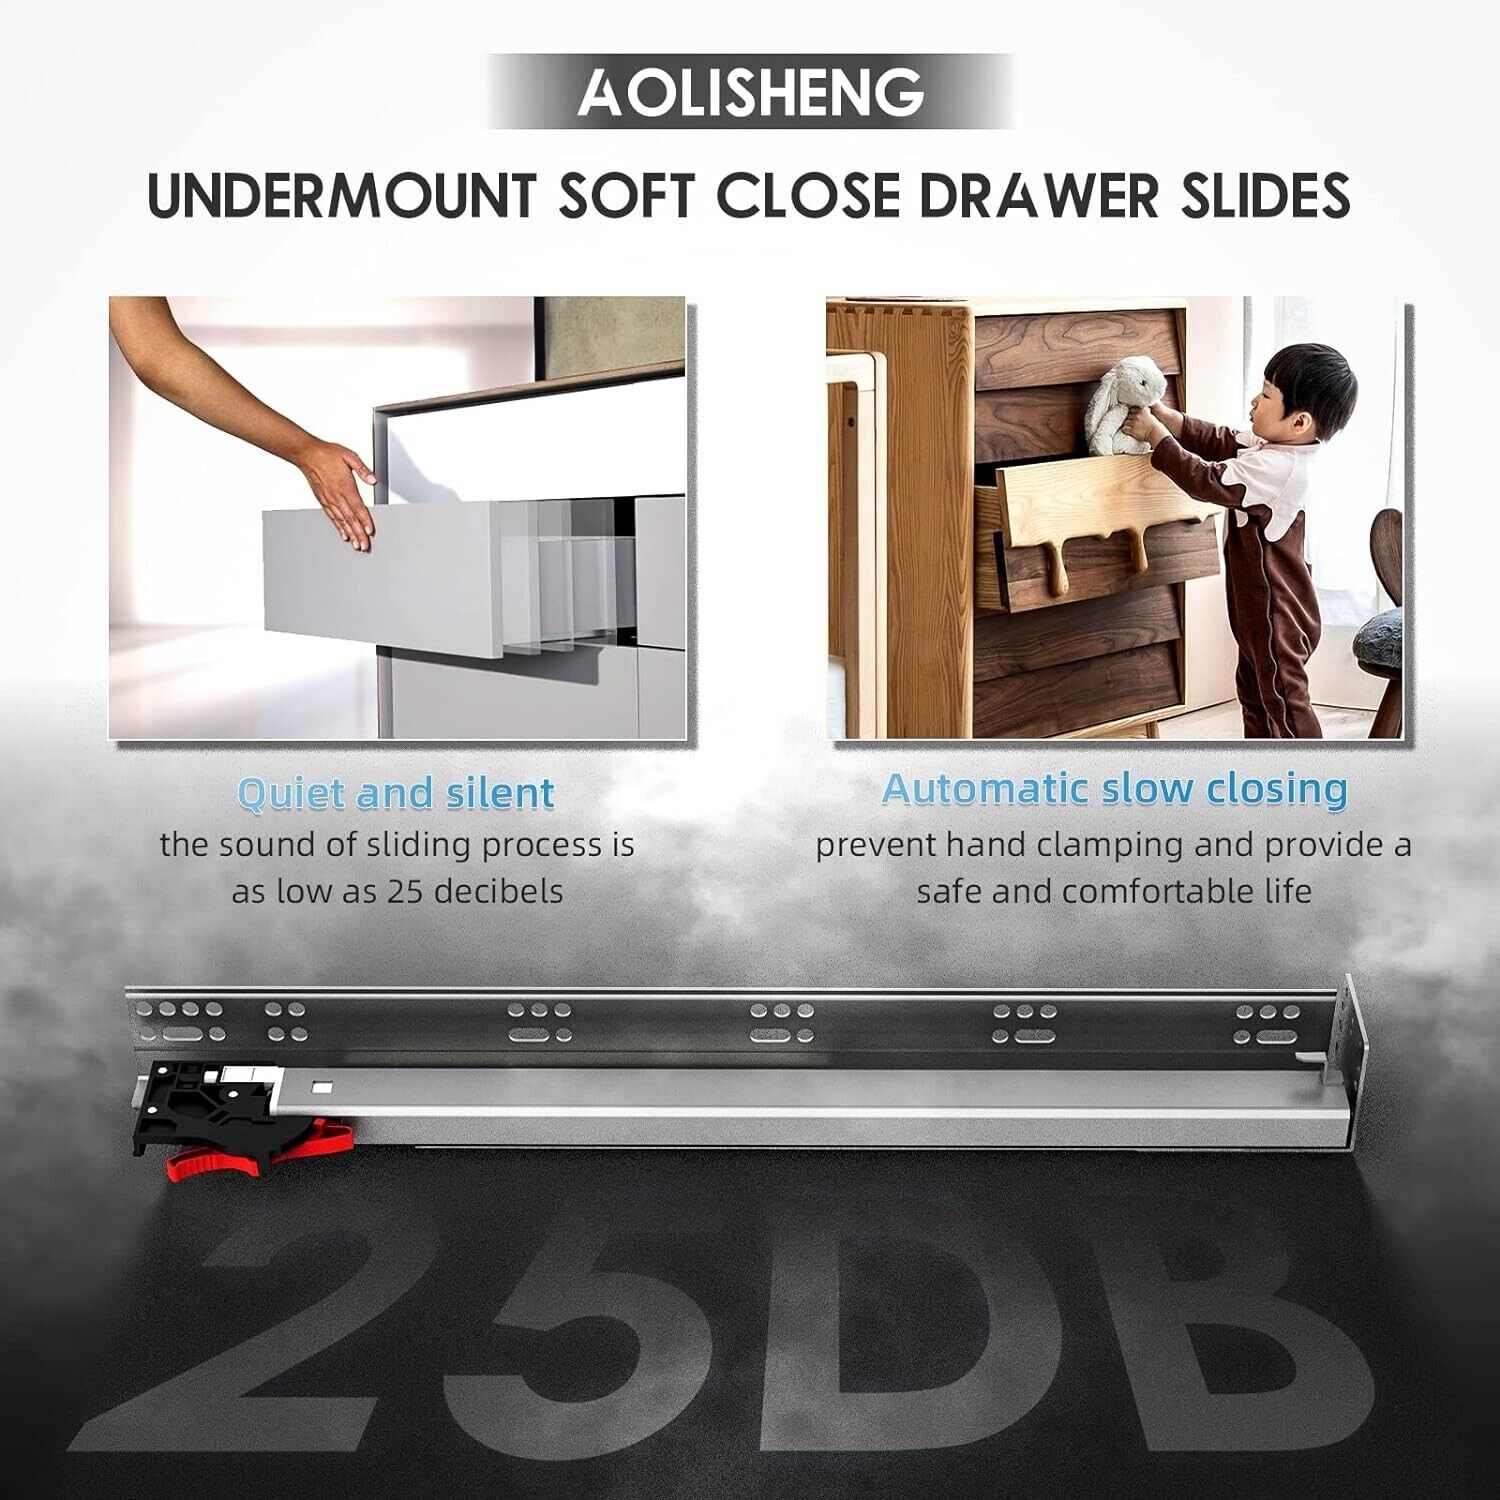 AOLISHENG
UNDERMOUNT SOFT CLOSE DRAWER SLIDES
Quiet and silent
the sound of sliding process is
as low as 25 decibels
Automatic slow closing
prevent hand clamping and provide a
safe and comfortable life
25DB